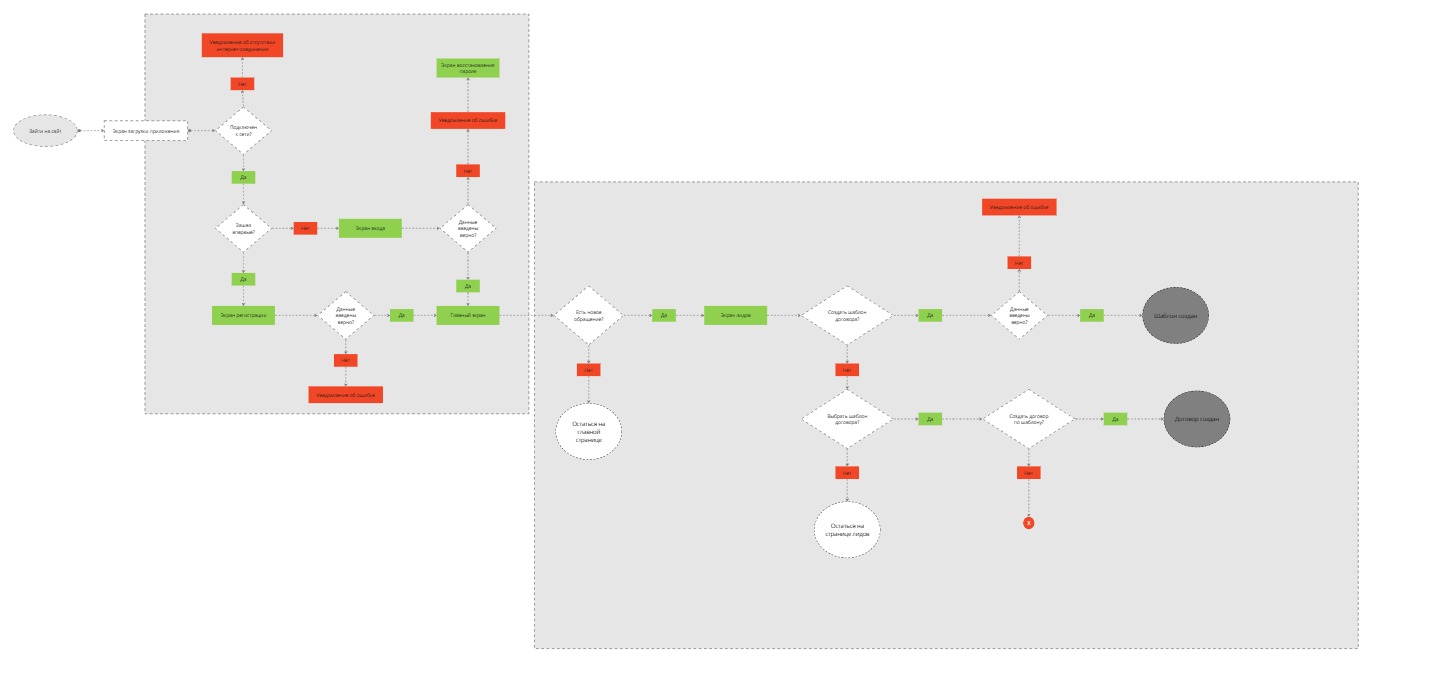 Уведомление об отсутствии
интернет-соединения
Нет
Подключен
к сети?
Зайти на сайт
Экран загрузки приложения
Да
Зашел
впервые?
Нет
Экран входа
Данные
введены
верно?
Нет
Уведомление об ошибке
Экран восстановления
пароля
Да
Экран регистрации
Данные
введены
верно?
Да
Да
Главный экран
Нет
Уведомление об ошибке
Есть новое
обращение?
Да
Экран лидов
Создать шаблон
договора?
Да
Данные
введены
верно?
Нет
Уведомление об ошибке
Да
Шаблон создан
Нет
Остаться на
главной
странице
Нет
Выбрать шаблон
договора?
Да
Создать договор
по шаблону?
Да
Договор создан
Нет
Остаться на
странице лидов
Нет
X